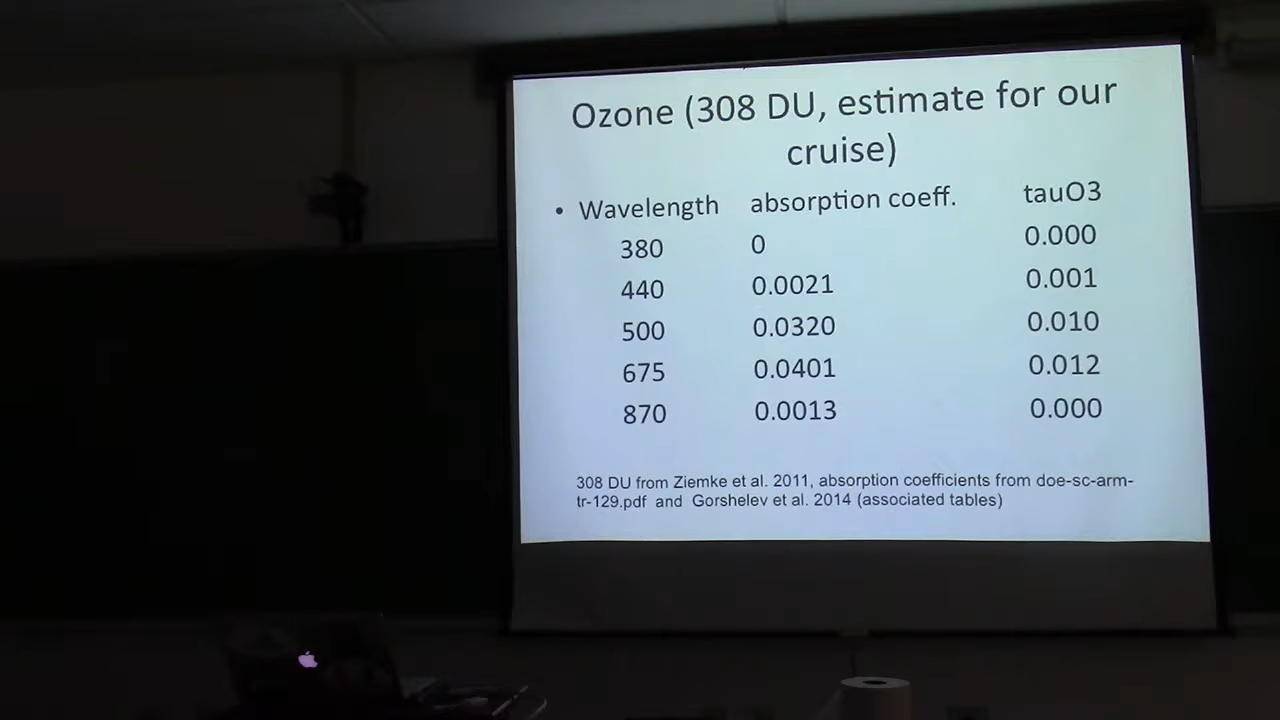 Ozone (308 DU, estimate for our
cruise)
• Wavelength absorption coeff. tauO3
380 0 0.000
440 0.0021 0.001
500 0.0320 0.010
675 0.0401 0.012
870 0.0013 0.000
308 DU from Ziemke et al. 2011, absorption coefficients from doe-sc-arm-
tr-129.pdf and Gorshelev et al. 2014 (associated tables)